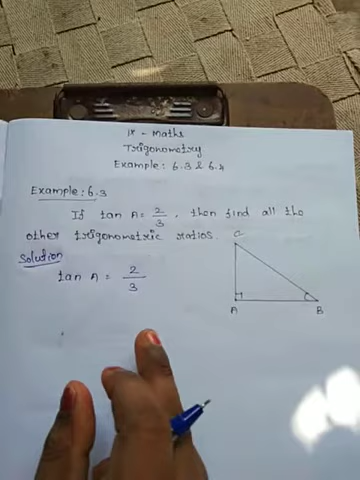 IX - Maths
Trigonometry
Example: 6.3 & 6.4
Example: 6.3
If tan A = 2/3, then find all the
other trigonometric ratios.
Solution
tan A = 2/3
C
A
B